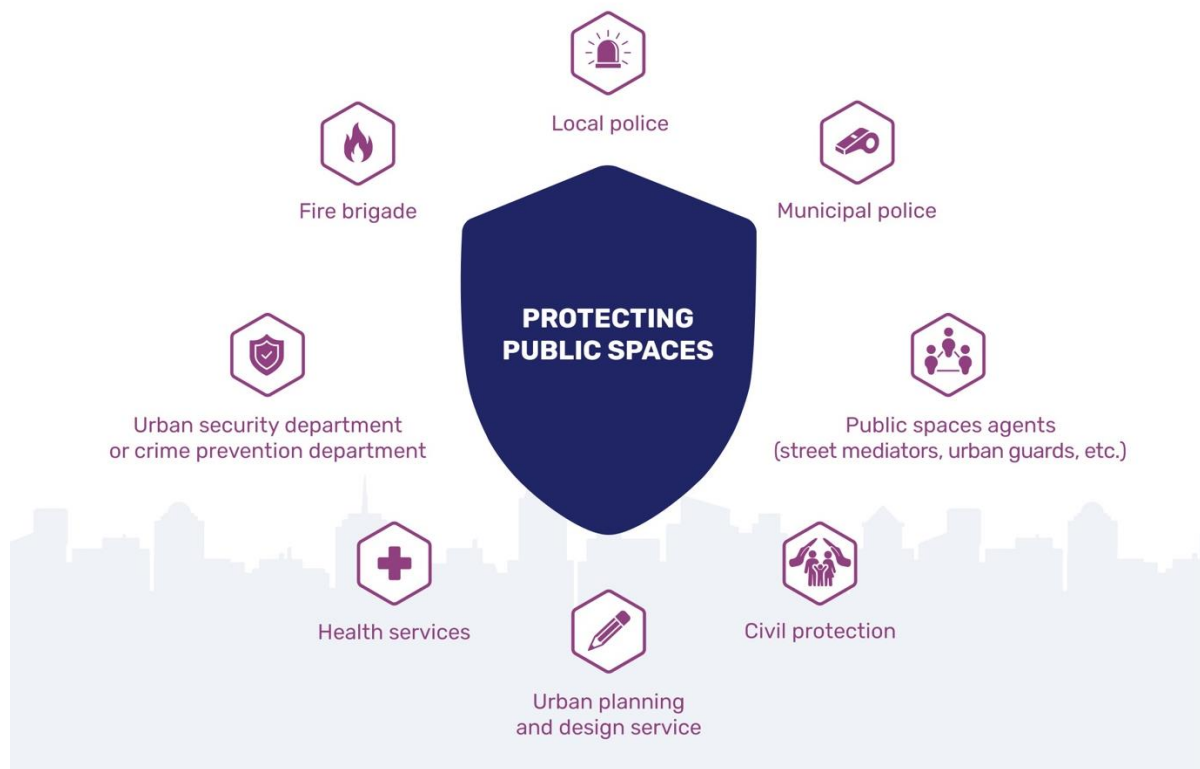 Local police
Fire brigade
Municipal police
PROTECTING
PUBLIC SPACES
Urban security department
or crime prevention department
Public spaces agents
(street mediators, urban guards, etc.)
Health services
Civil protection
Urban planning
and design service